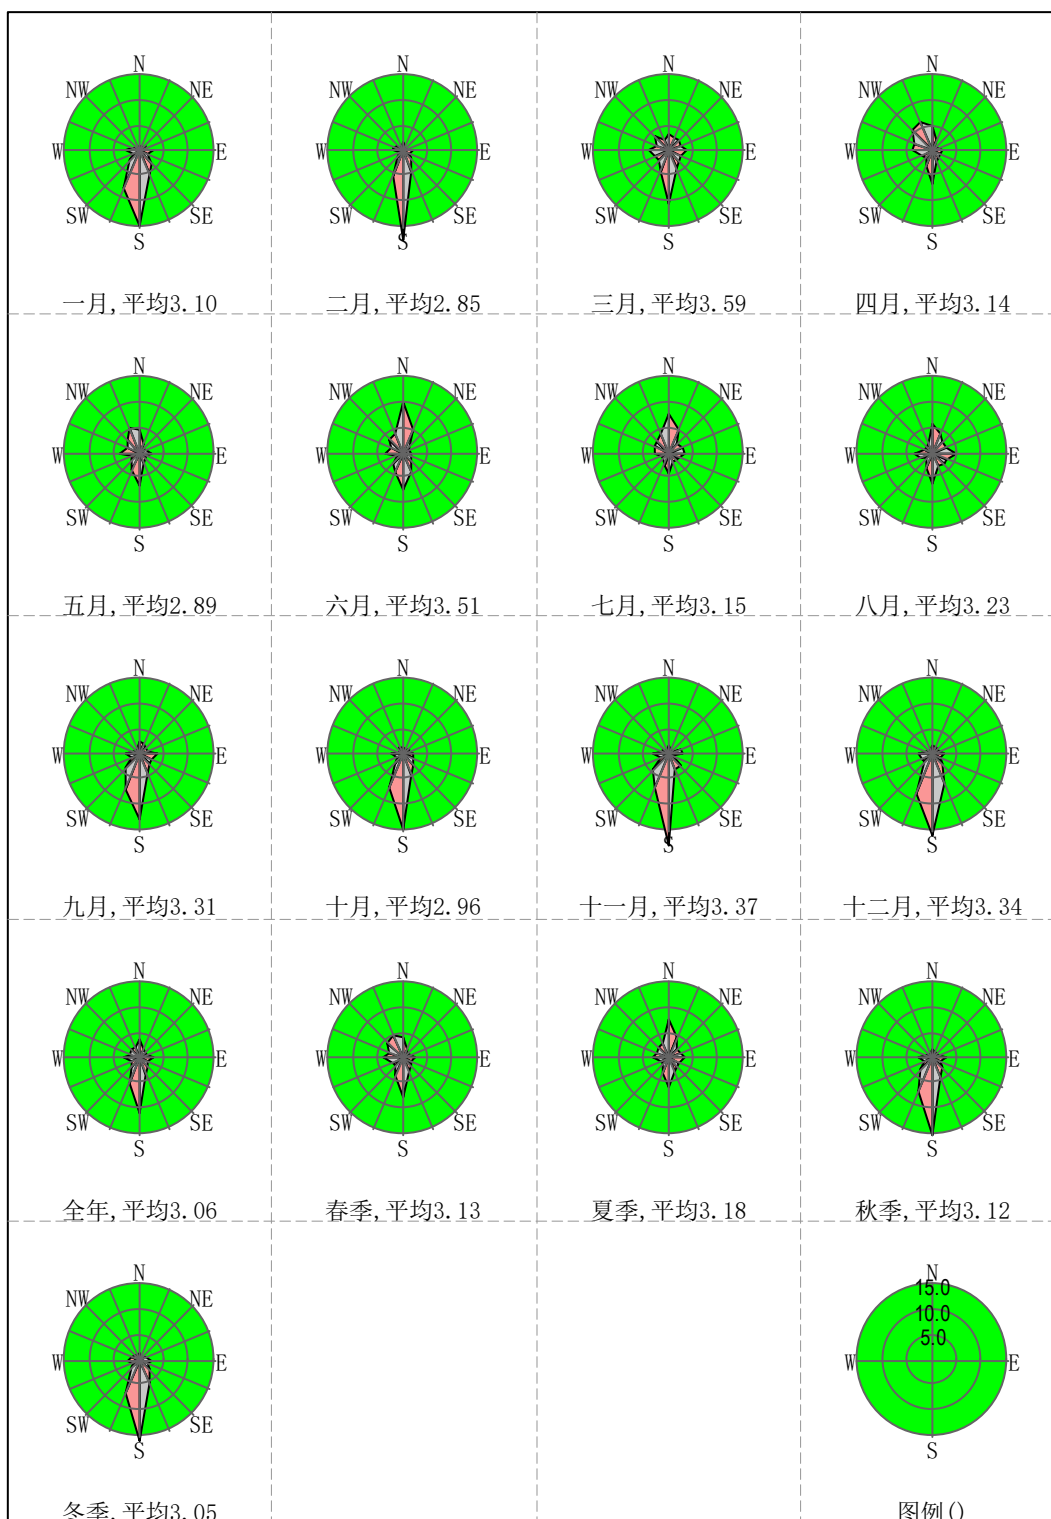 N N N N
NW NE NW NE NW NE NW NE
W E W E W E W E
SW SE SW SE SW SE SW SE
S S S S
一月,平均3.10 二月,平均2.85 三月,平均3.59 四月,平均3.14
N N N N
NW NE NW NE NW NE NW NE
W E W E W E W E
SW SE SW SE SW SE SW SE
S S S S
五月,平均2.89 六月,平均3.51 七月,平均3.15 八月,平均3.23
N N N N
NW NE NW NE NW NE NW NE
W E W E W E W E
SW SE SW SE SW SE SW SE
S S S S
九月,平均3.31 十月,平均2.96 十一月,平均3.37 十二月,平均3.34
N N N N
NW NE NW NE NW NE NW NE
W E W E W E W E
SW SE SW SE SW SE SW SE
S S S S
全年,平均3.06 春季,平均3.13 夏季,平均3.18 秋季,平均3.12
N N
15.0
NW NE
10.0
5.0
W E W E
SW SE
S S
冬季,平均3.05 图例()